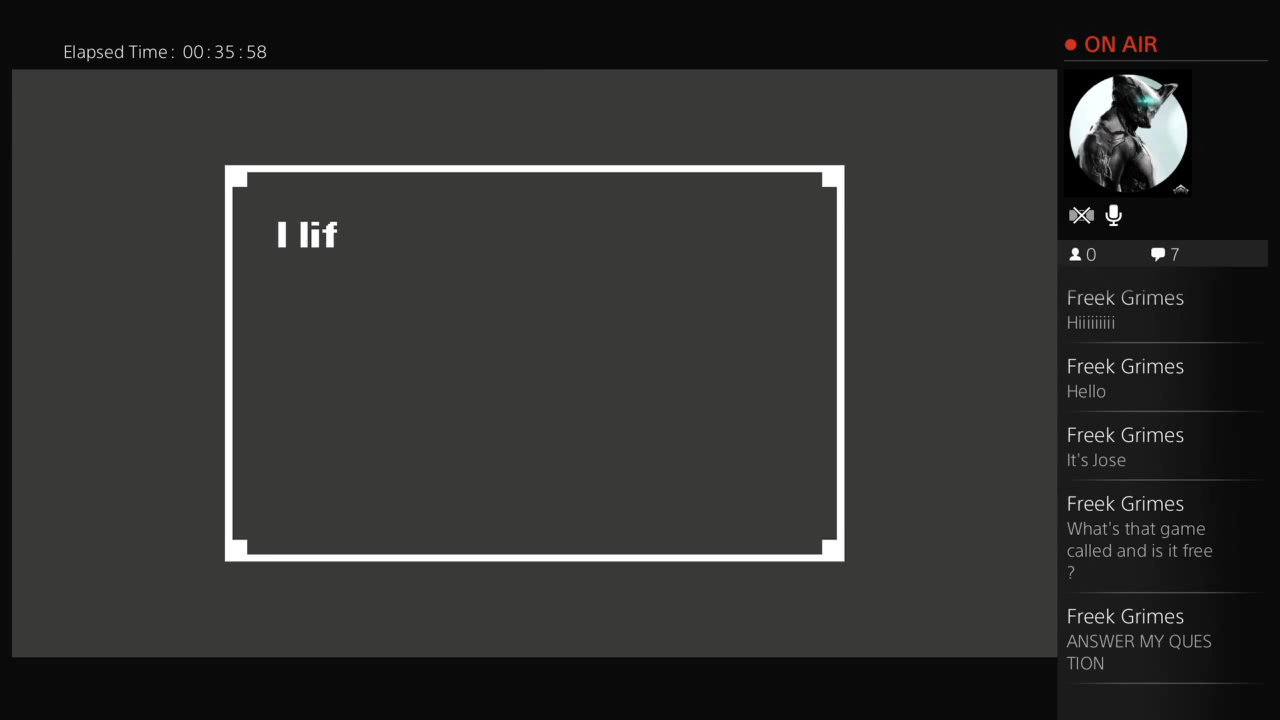 Elapsed Time: 00:35:58
ON AIR
I lif
0 7
Freek Grimes
Hiiiiiiiii
Freek Grimes
Hello
Freek Grimes
It's Jose
Freek Grimes
What's that game
called and is it free
?
Freek Grimes
ANSWER MY QUES
TION